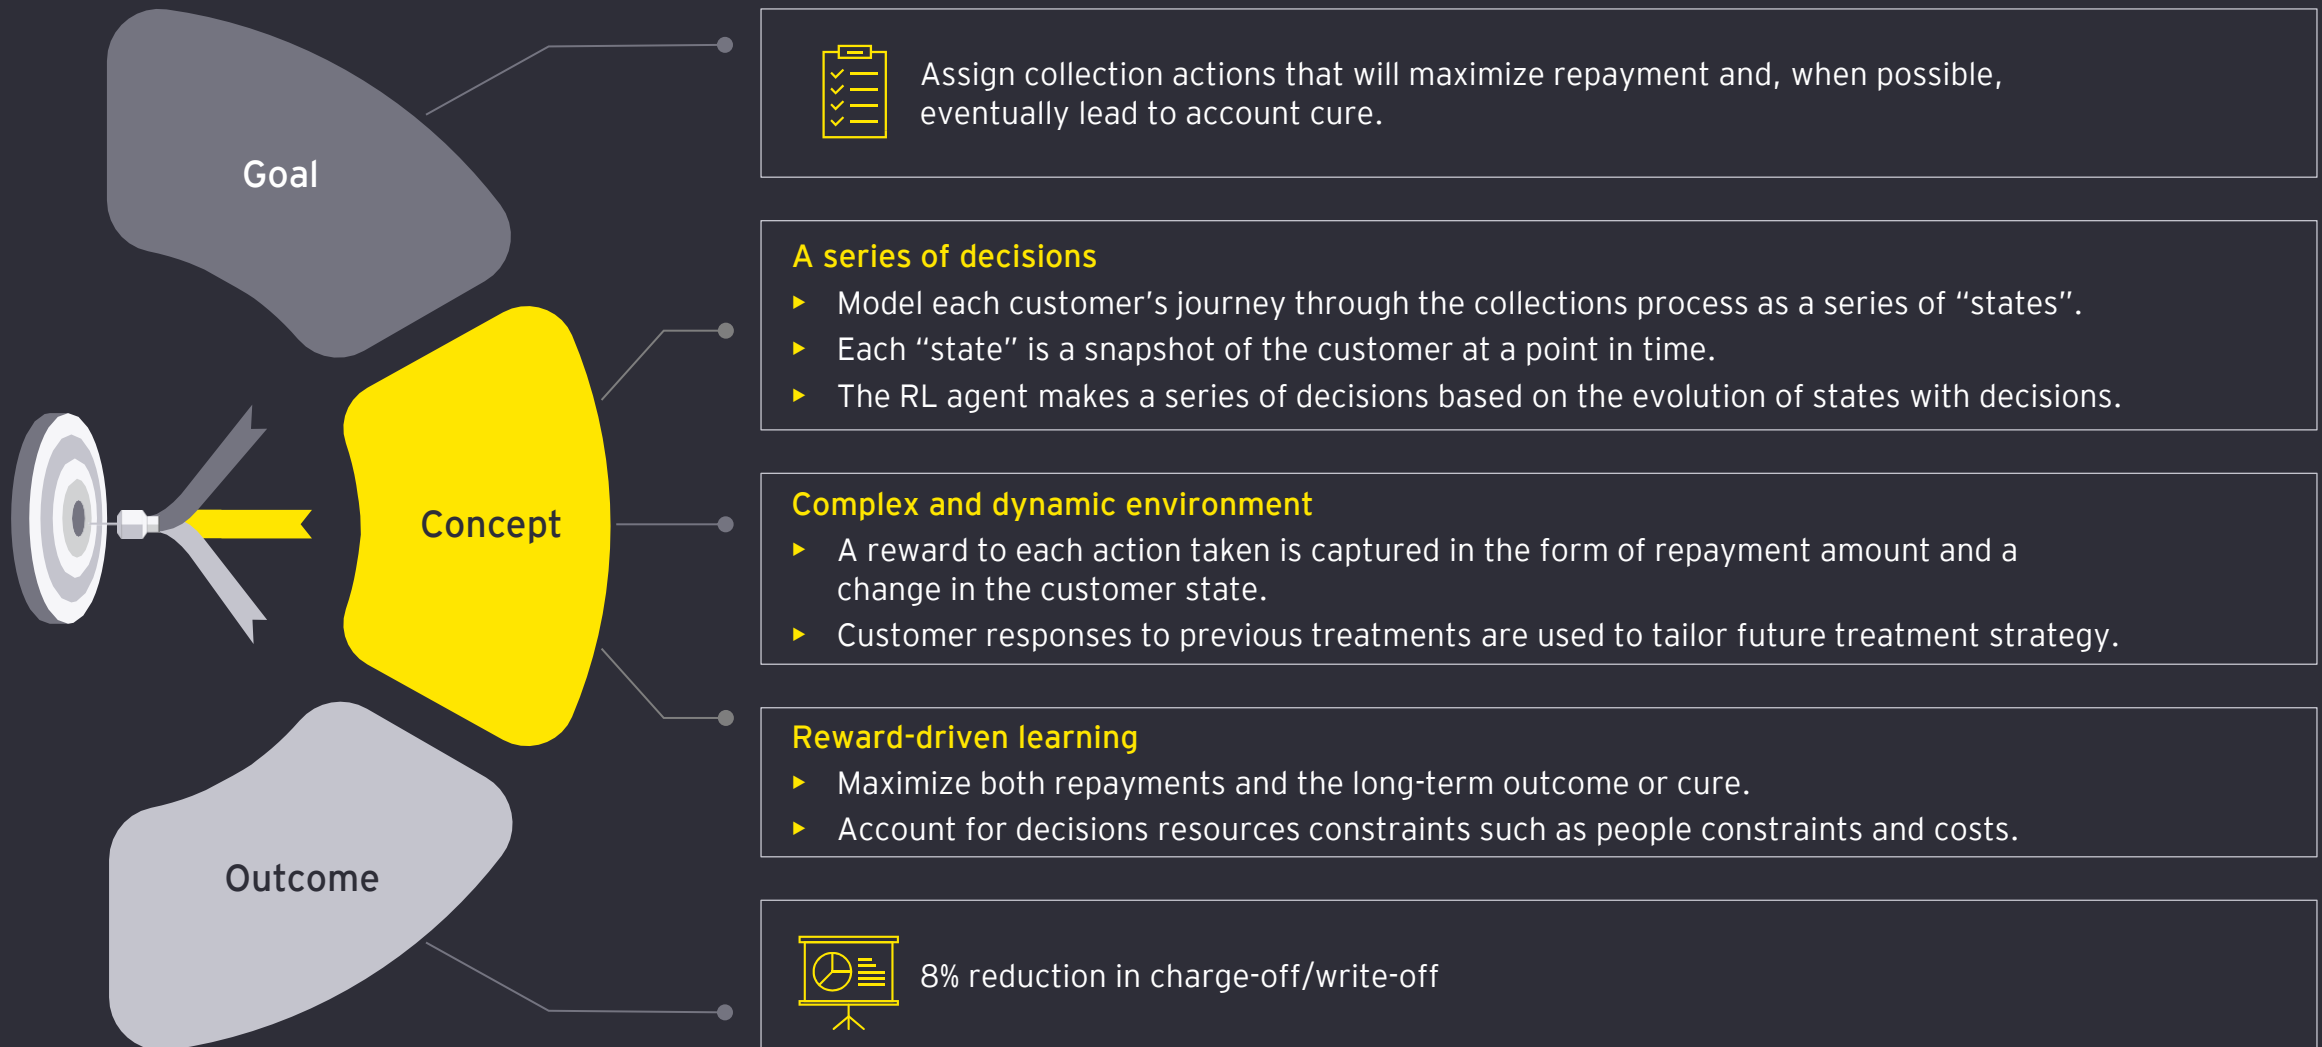 Goal
Assign collection actions that will maximize repayment and, when possible,
eventually lead to account cure.
Concept
A series of decisions
► Model each customer’s journey through the collections process as a series of “states”.
► Each “state” is a snapshot of the customer at a point in time.
► The RL agent makes a series of decisions based on the evolution of states with decisions.
Complex and dynamic environment
► A reward to each action taken is captured in the form of repayment amount and a
change in the customer state.
► Customer responses to previous treatments are used to tailor future treatment strategy.
Reward-driven learning
► Maximize both repayments and the long-term outcome or cure.
► Account for decisions resources constraints such as people constraints and costs.
Outcome
8% reduction in charge-off/write-off